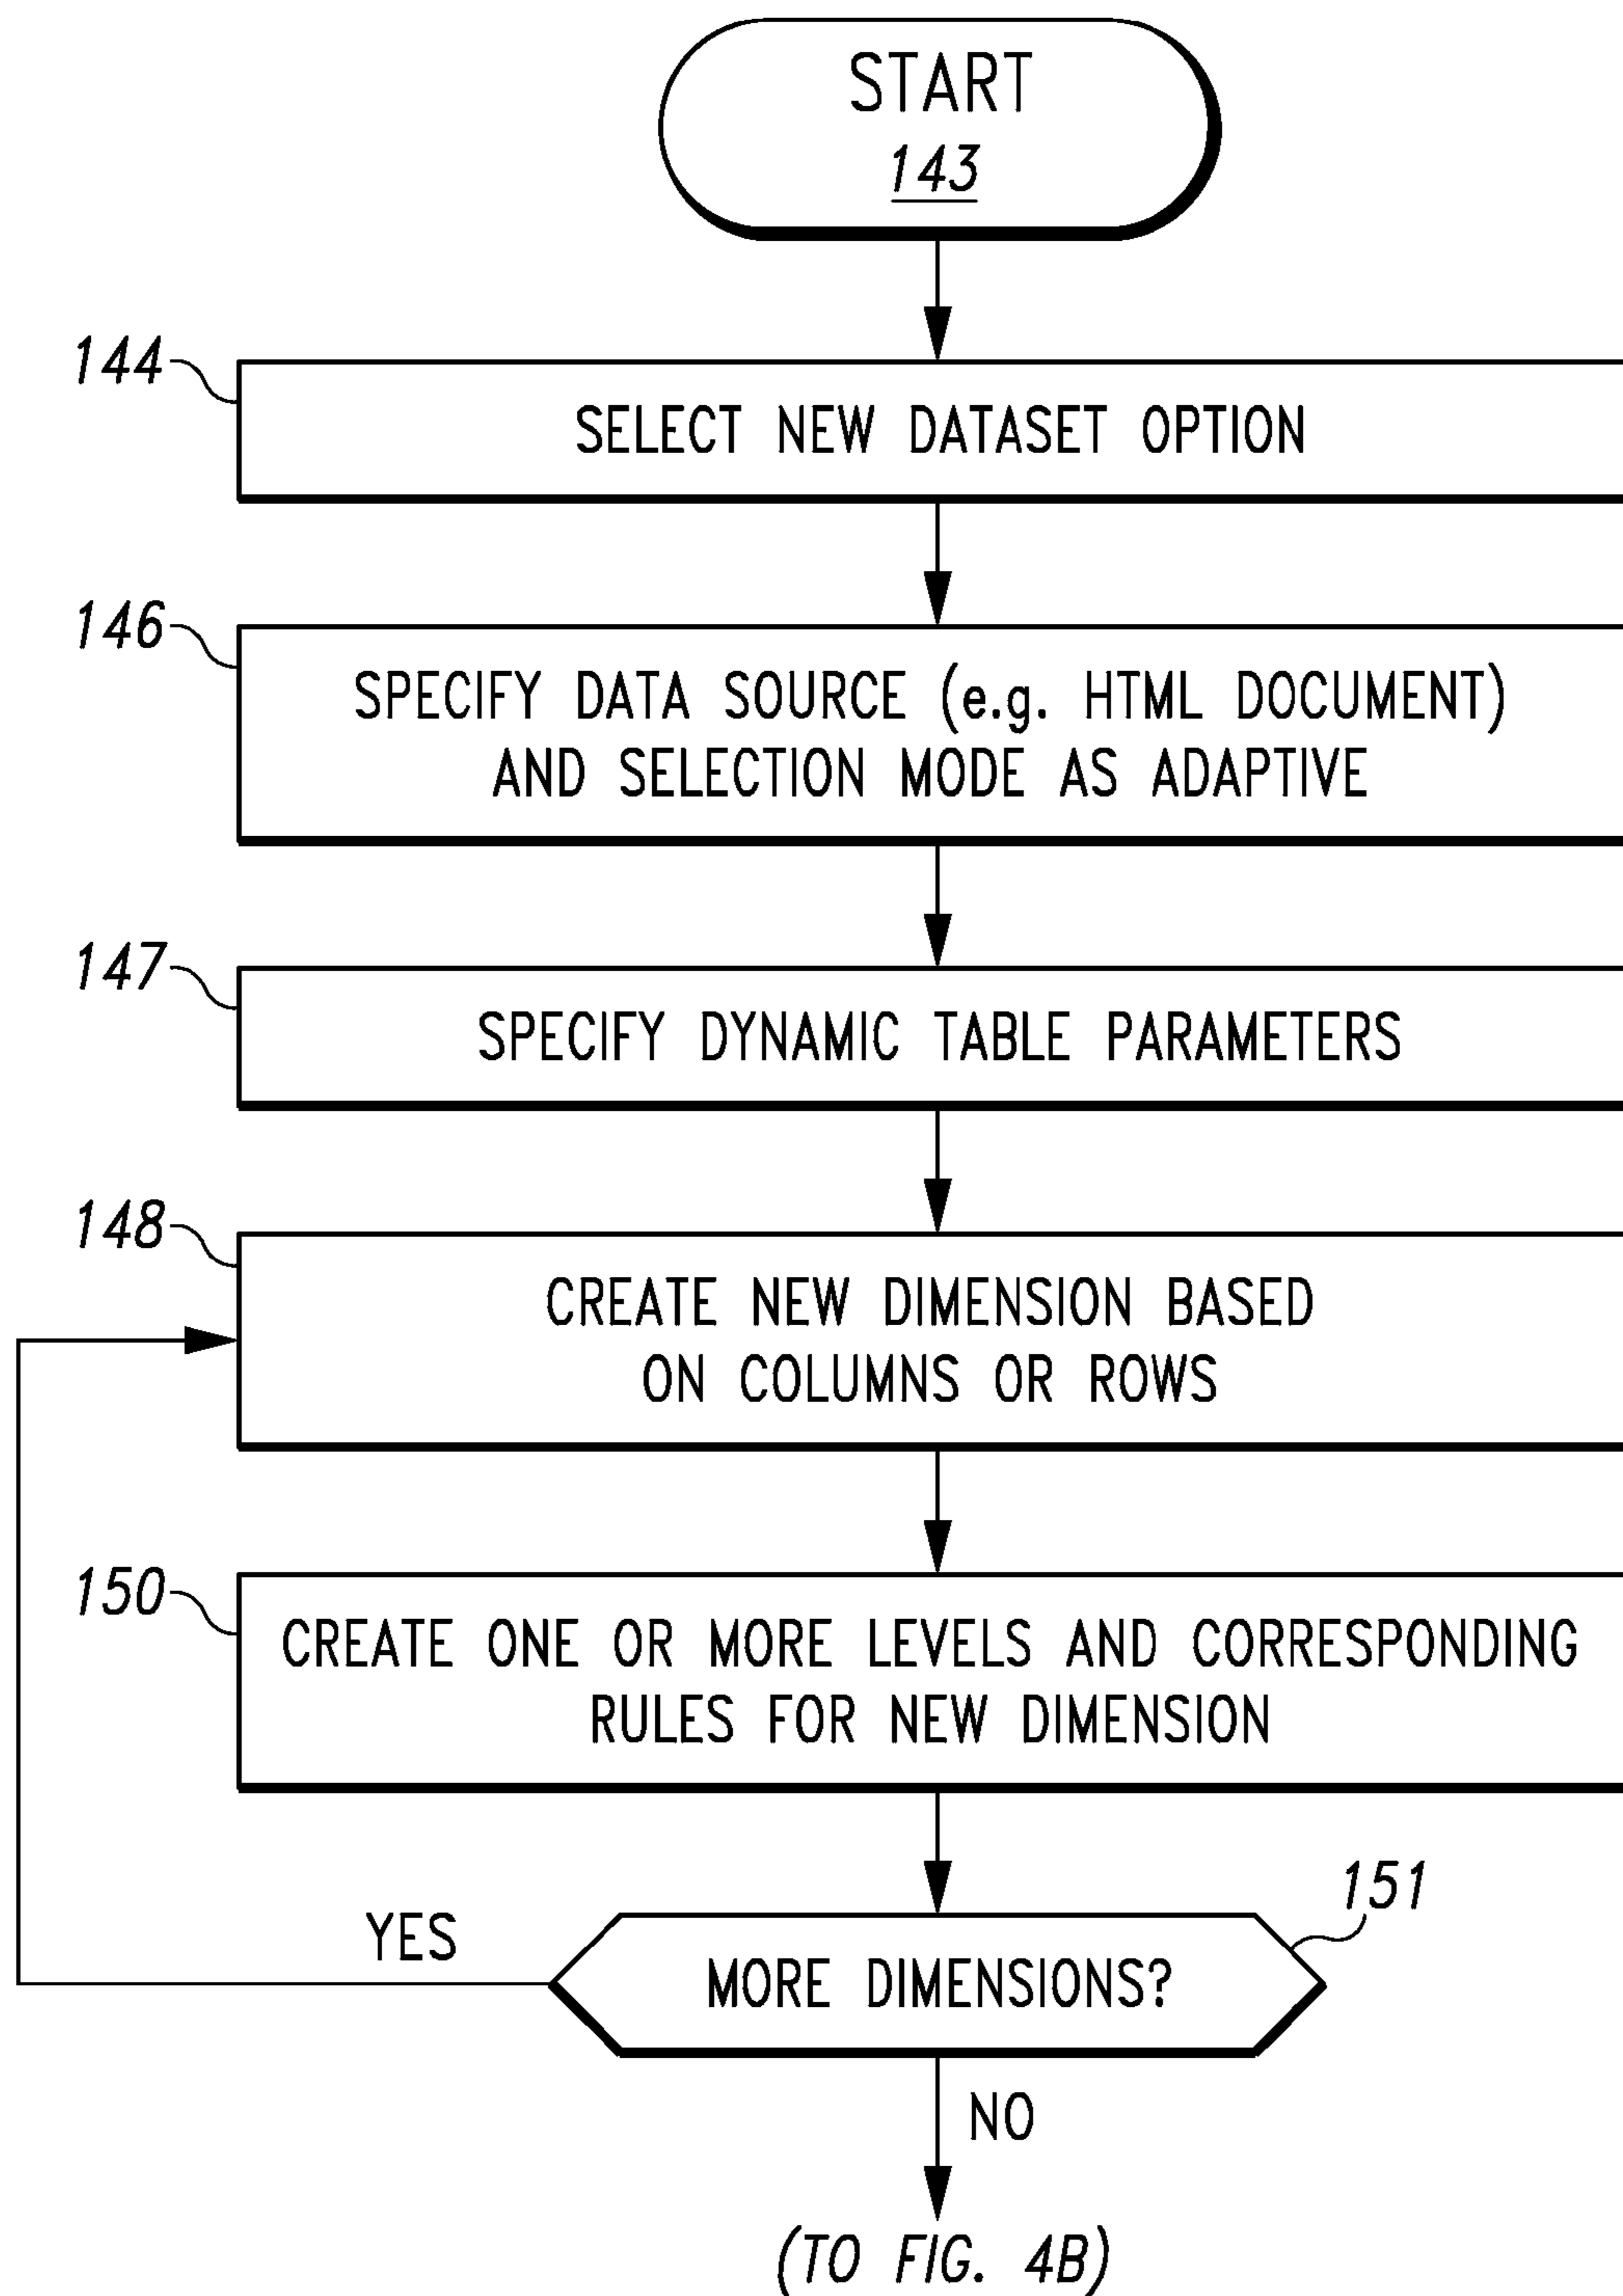 START
143
144
SELECT NEW DATASET OPTION
146
SPECIFY DATA SOURCE (e.g. HTML DOCUMENT)
AND SELECTION MODE AS ADAPTIVE
147
SPECIFY DYNAMIC TABLE PARAMETERS
148
CREATE NEW DIMENSION BASED
ON COLUMNS OR ROWS
150
CREATE ONE OR MORE LEVELS AND CORRESPONDING
RULES FOR NEW DIMENSION
151
YES
MORE DIMENSIONS?
NO
(TO FIG. 4B)